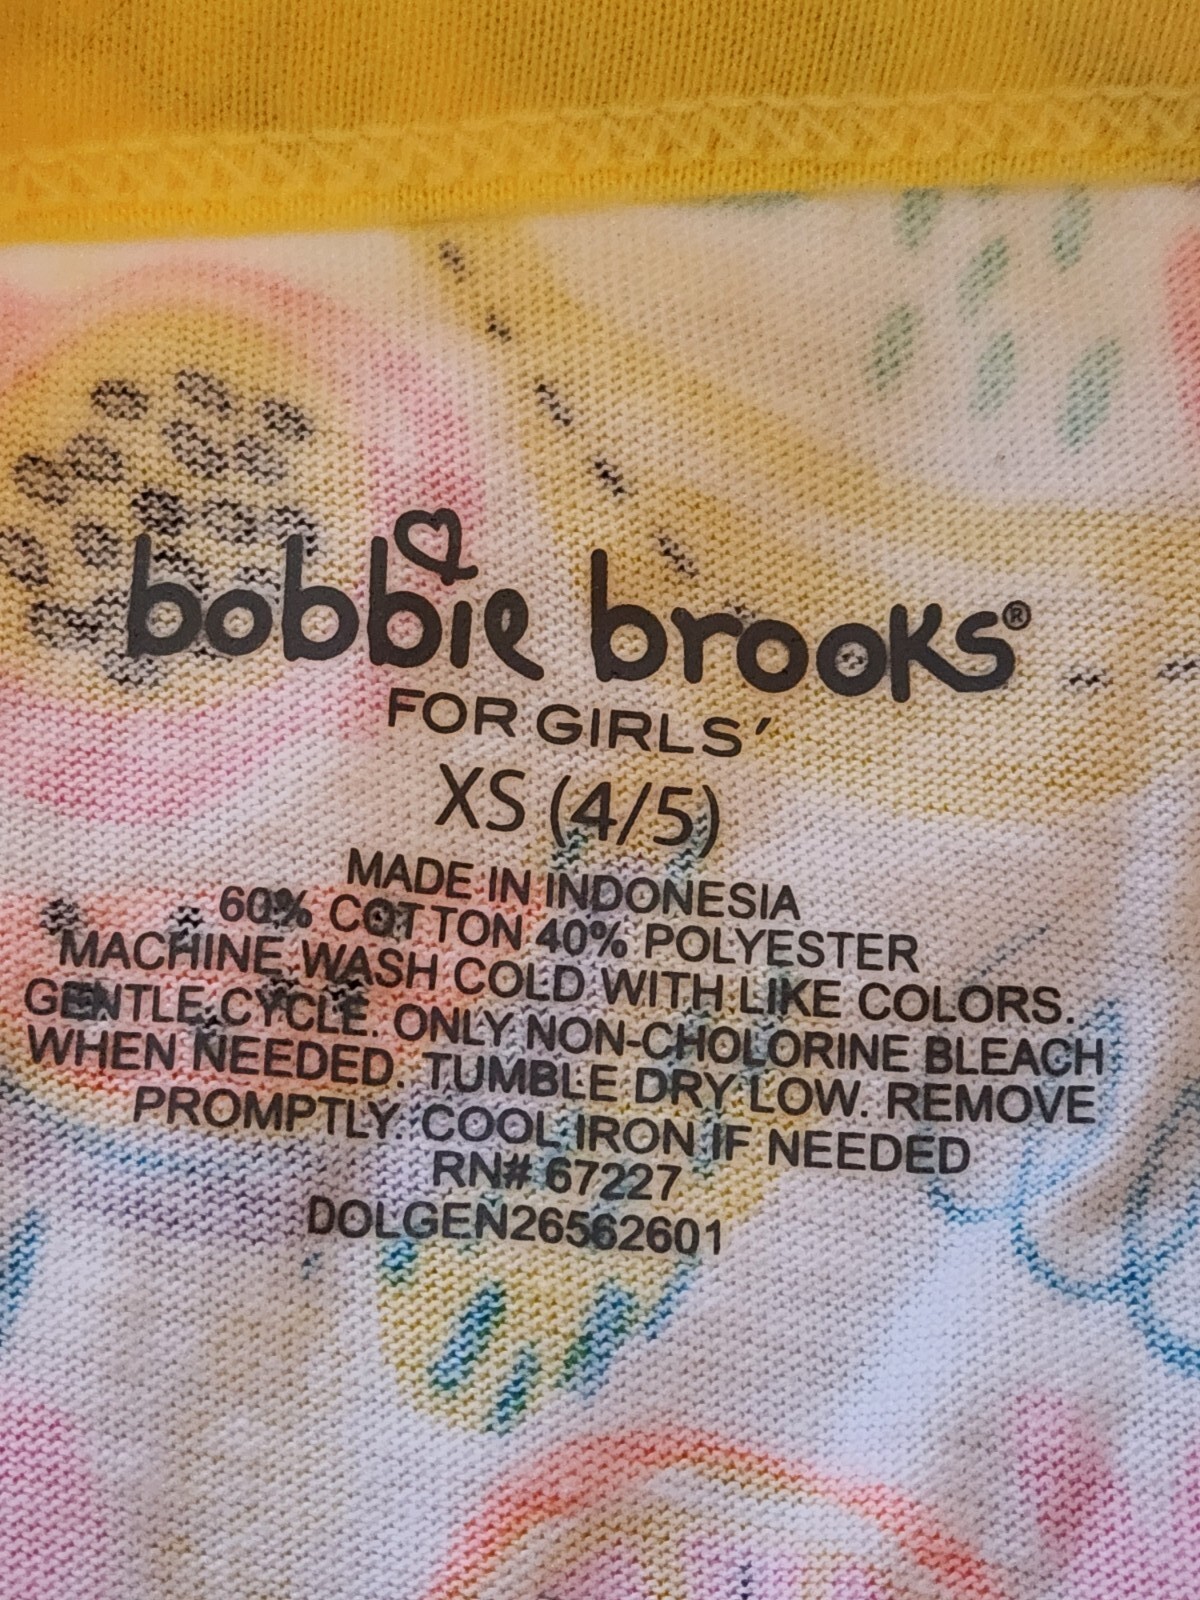 bobbie brooks®
FOR GIRLS'
XS (4/5)
MADE IN INDONESIA
60% COTTON 40% POLYESTER
MACHINE WASH COLD WITH LIKE COLORS.
GENTLE CYCLE. ONLY NON-CHOLORINE BLEACH
WHEN NEEDED. TUMBLE DRY LOW. REMOVE
PROMPTLY. COOL IRON IF NEEDED
RN# 67227
DOLGEN26562601